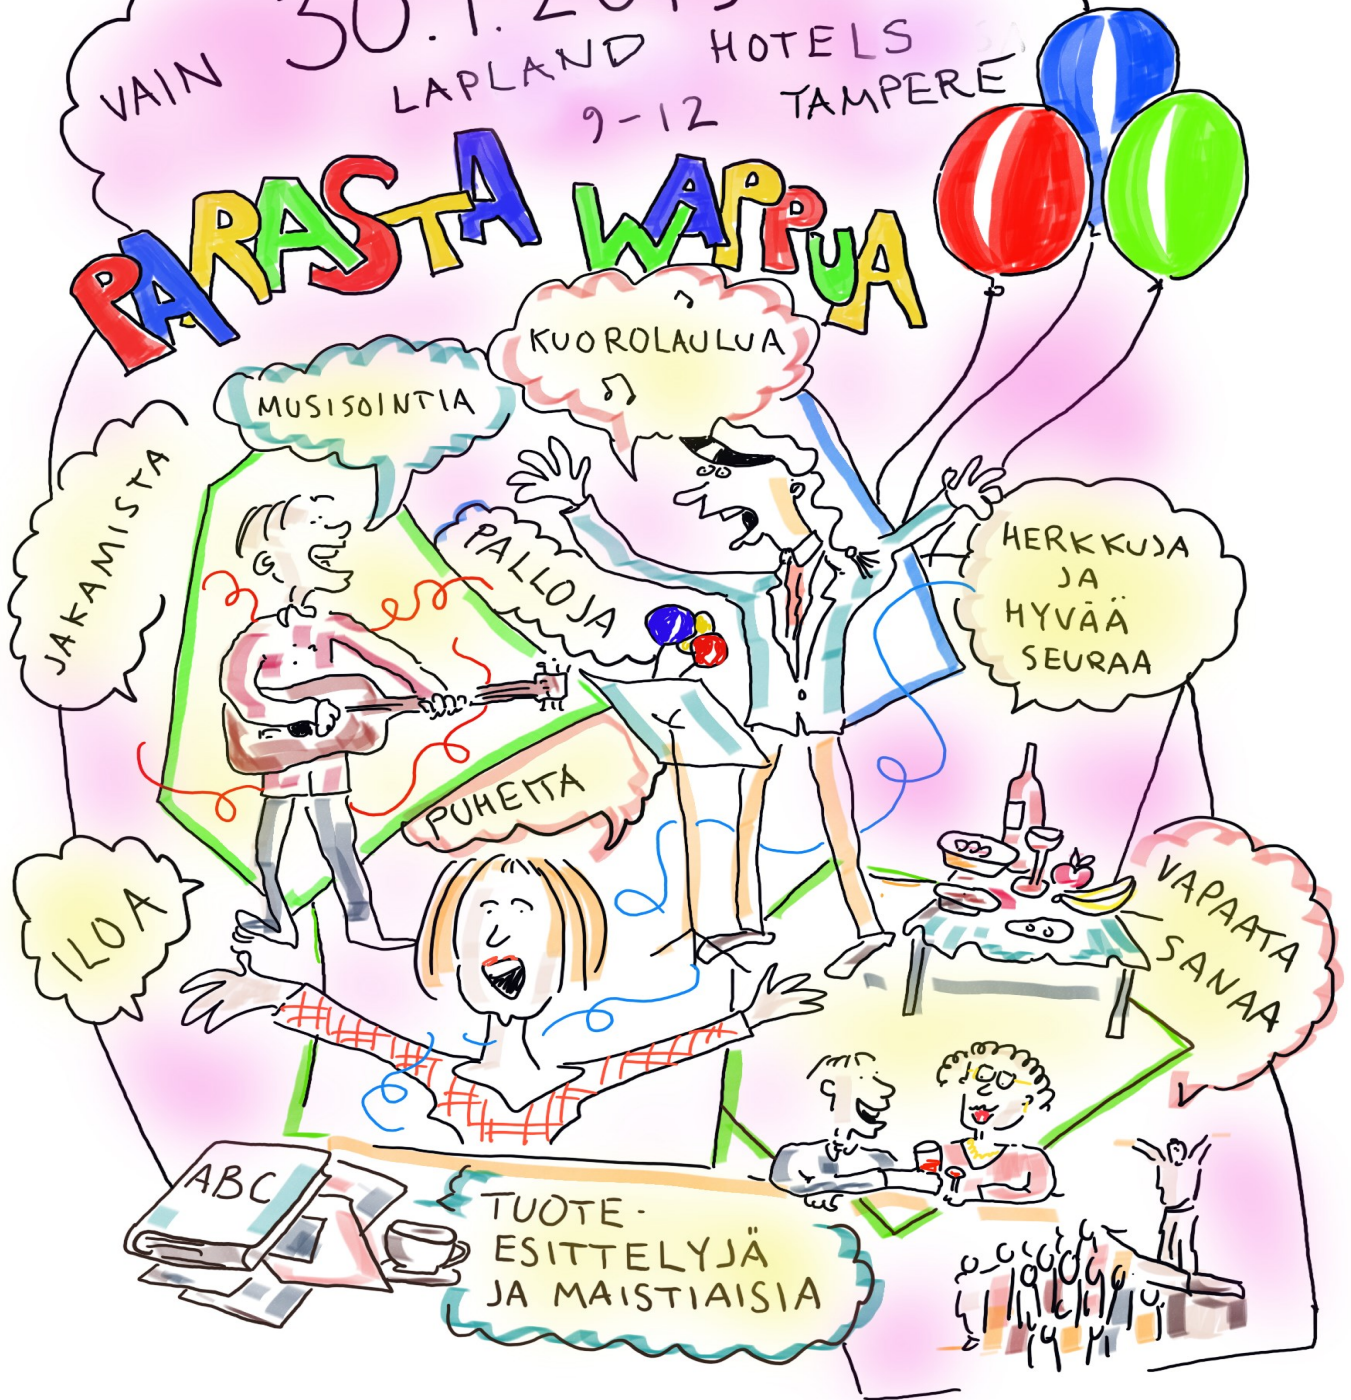 VAIN
LAPLAND HOTELS
TAMPERE
9-12
PARASTA WAPPUA
KUOROLAULUA
MUSISOINTIA
JAKAMISTA
PALLOJA
HERKKUJA
JA
HYVÄÄ
SEURAA
PUHEITA
ILOA
VAPAATA
SANAA
ABC
TUOTE-
ESITTELYJÄ
JA MAISTIAISIA